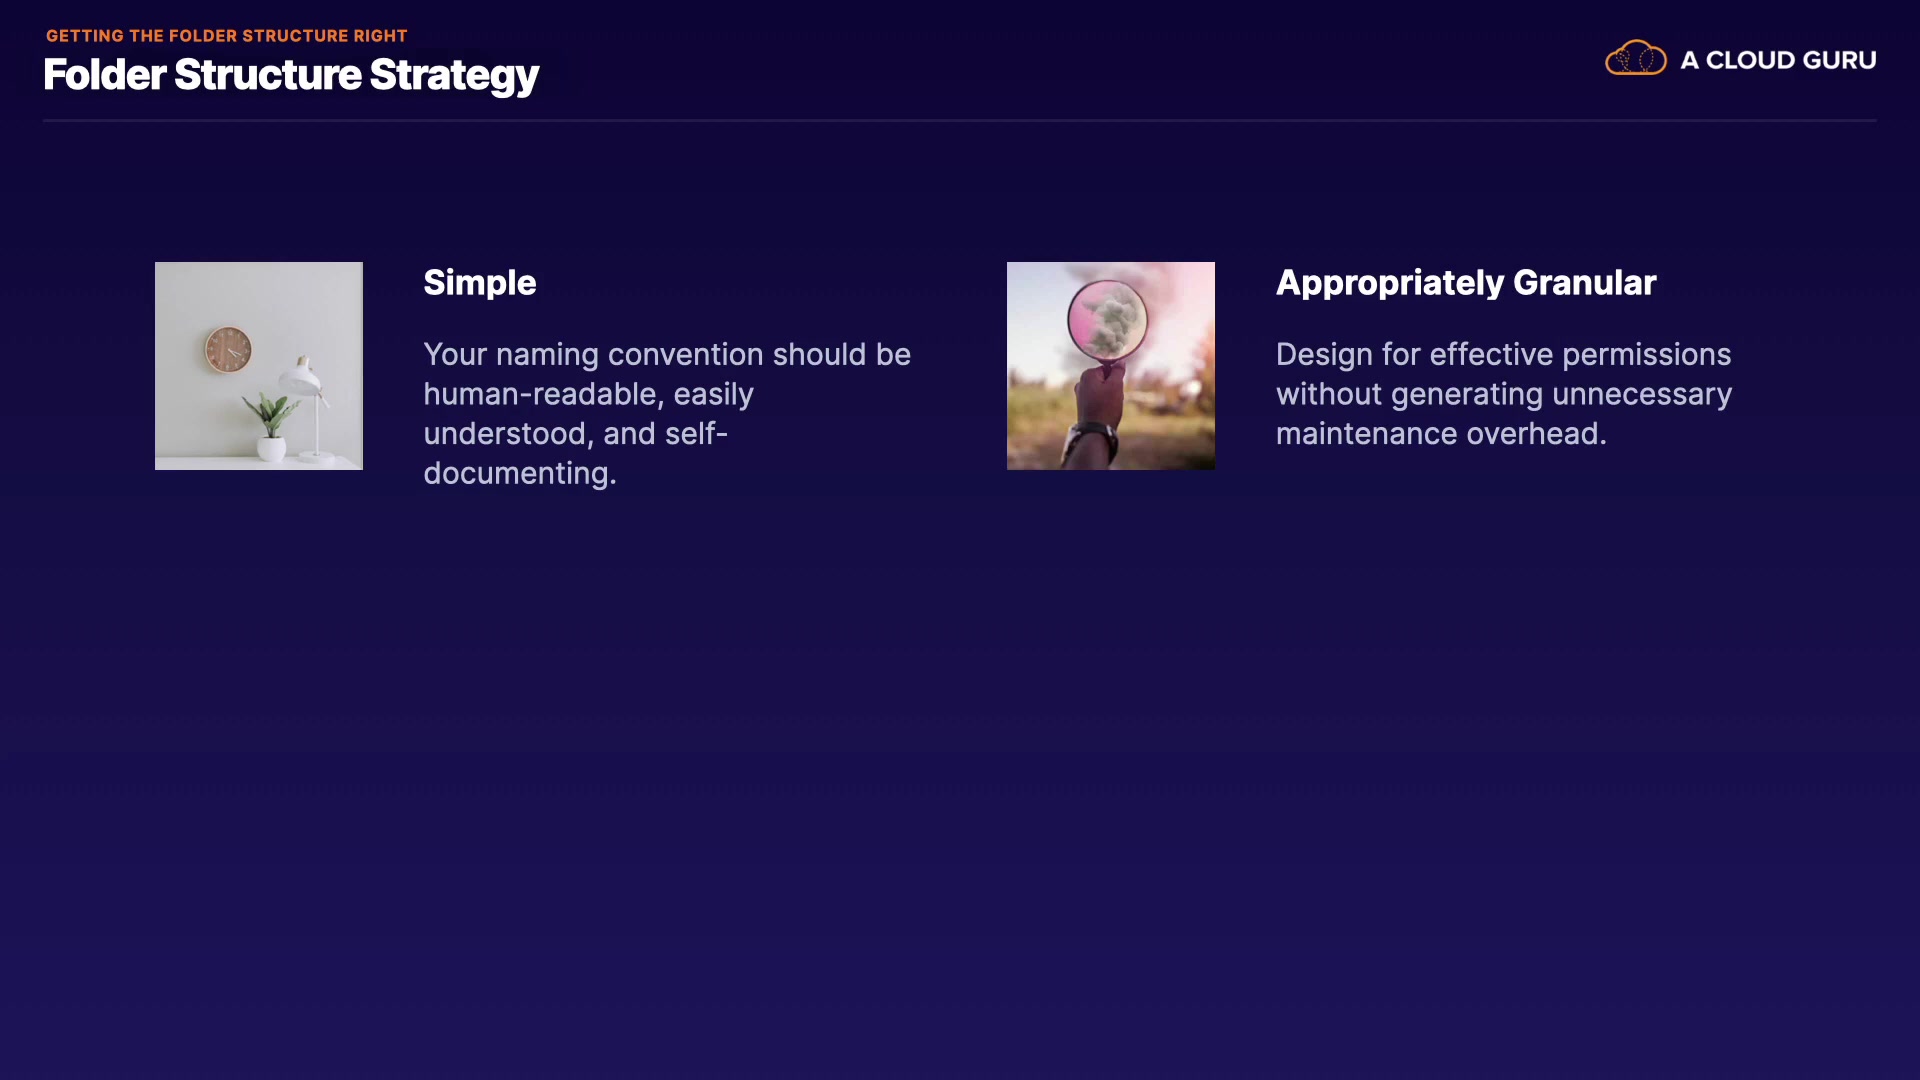 GETTING THE FOLDER STRUCTURE RIGHT
Folder Structure Strategy
A CLOUD GURU
Simple
Your naming convention should be
human-readable, easily
understood, and self-
documenting.
Appropriately Granular
Design for effective permissions
without generating unnecessary
maintenance overhead.